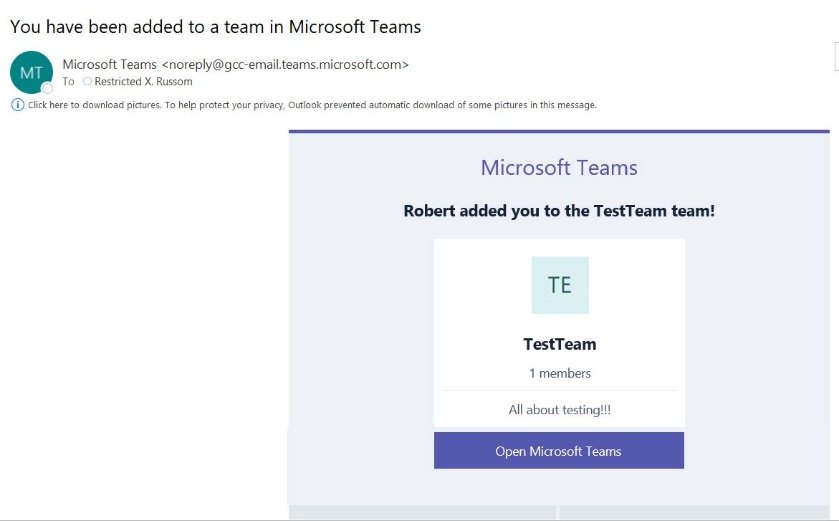 You have been added to a team in Microsoft Teams
MT
Microsoft Teams <noreply@gcc-email.teams.microsoft.com>
To Restricted X. Russom
i Click here to download pictures. To help protect your privacy, Outlook prevented automatic download of some pictures in this message.
Microsoft Teams
Robert added you to the TestTeam team!
TE
TestTeam
1 members
All about testing!!!
Open Microsoft Teams